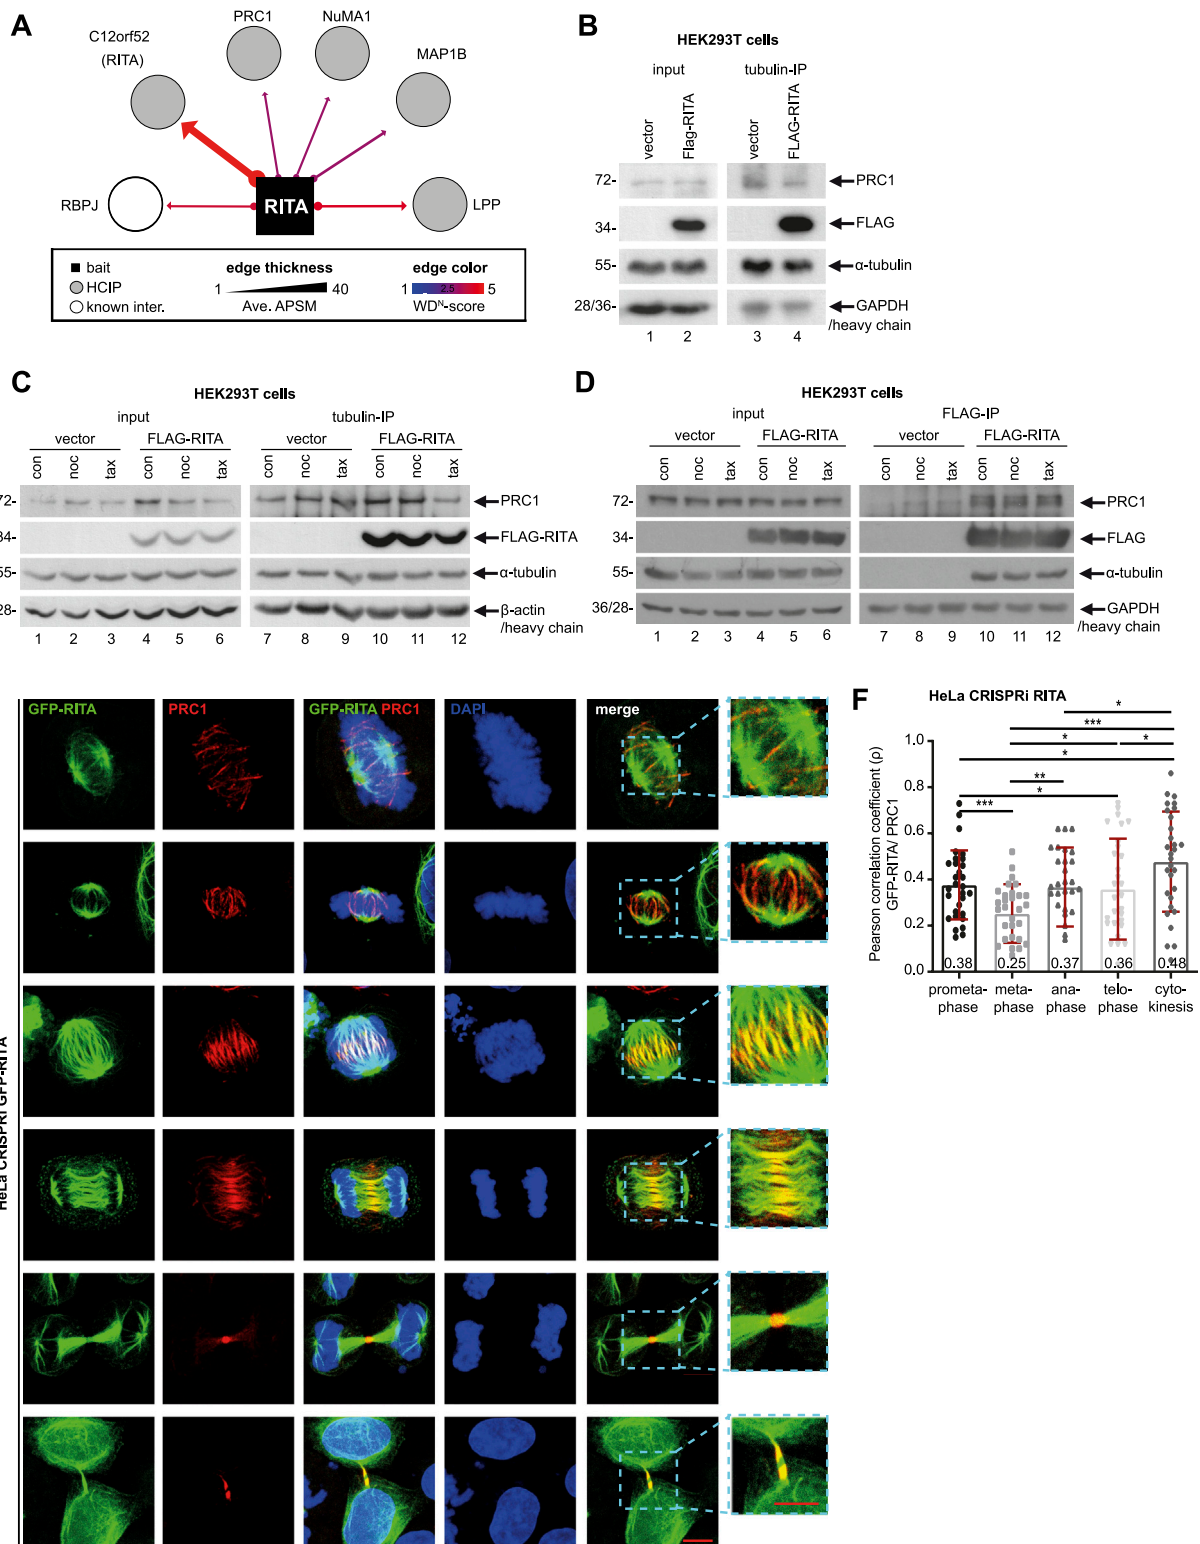 A
C12orf52
(RITA)
PRC1
NuMA1
MAP1B
RBPJ
RITA
LPP
bait
HCIP
known inter.
edge thickness
1 40
Ave. APSM
edge color
1 2.5 5
WDᴺ-score
B
HEK293T cells
input tubulin-IP
vector Flag-RITA vector FLAG-RITA
72- PRC1
34- FLAG
55- α-tubulin
28/36- GAPDH
/heavy chain
1 2 3 4
C
HEK293T cells
input tubulin-IP
vector FLAG-RITA vector FLAG-RITA
con noc tax con noc tax con noc tax con noc tax
72- PRC1
34- FLAG-RITA
55- α-tubulin
28- β-actin
/heavy chain
1 2 3 4 5 6 7 8 9 10 11 12
D
HEK293T cells
input FLAG-IP
vector FLAG-RITA vector FLAG-RITA
con noc tax con noc tax con noc tax con noc tax
72- PRC1
34- FLAG
55- α-tubulin
36/28- GAPDH
/heavy chain
1 2 3 4 5 6 7 8 9 10 11 12
HeLa CRISPRi GFP-RITA
GFP-RITA PRC1 GFP-RITA PRC1 DAPI merge
F
HeLa CRISPRi RITA
*
***
* *
*
**
*
***
Pearson correlation coefficient (ρ)
GFP-RITA/ PRC1
1.0
0.8
0.6
0.4
0.2
0.0
0.38 0.25 0.37 0.36 0.48
prometa- meta- ana- telo- cyto-
phase phase phase phase kinesis